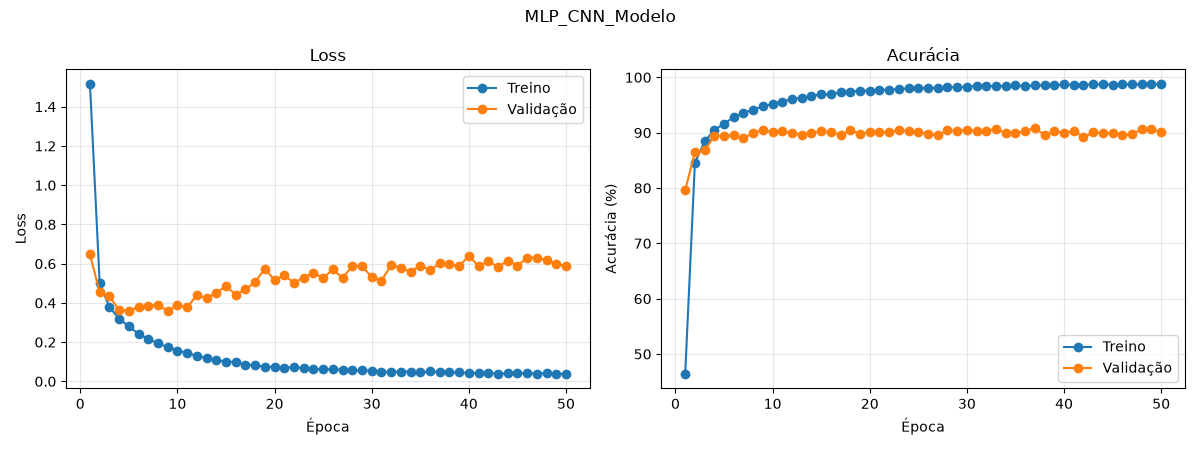 MLP_CNN_Modelo
Loss
Treino
Validação
1.4
1.2
1.0
0.8
0.6
0.4
0.2
0.0
Loss
0 10 20 30 40 50
Época
Acurácia
100
90
80
70
60
50
Acurácia (%)
Treino
Validação
0 10 20 30 40 50
Época